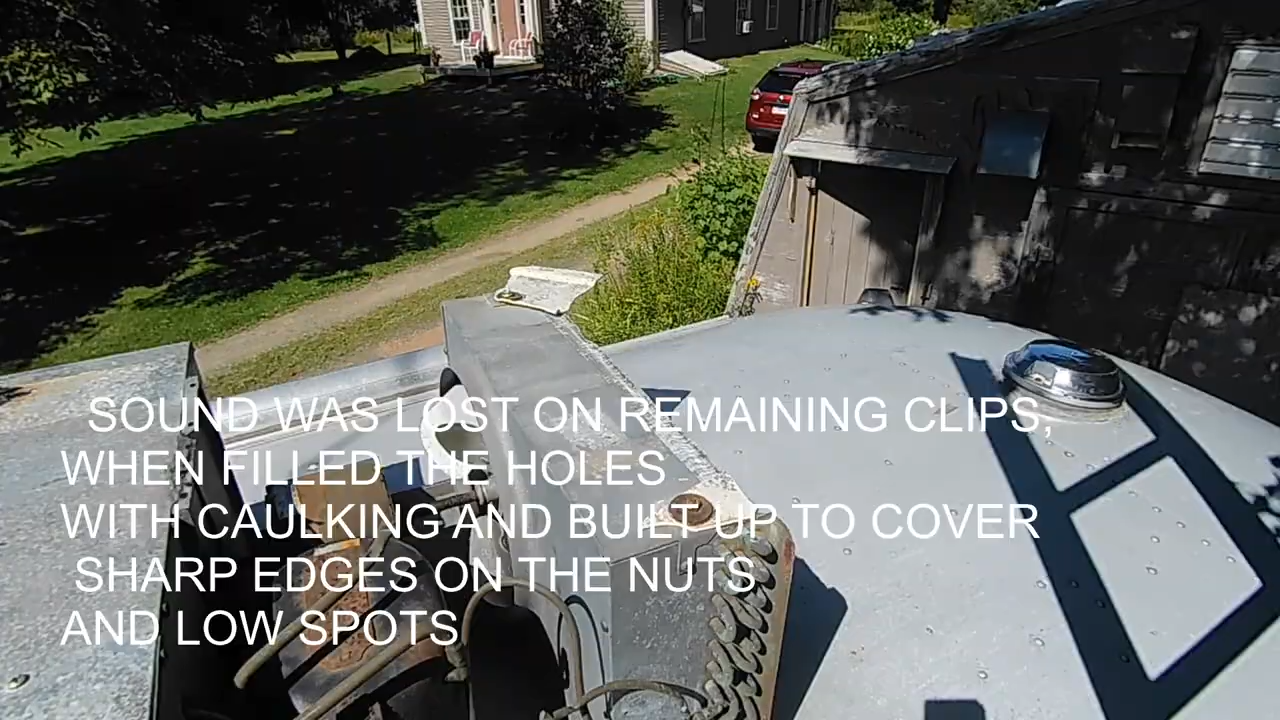 SOUND WAS LOST ON REMAINING CLIPS,
WHEN FILLED THE HOLES
WITH CAULKING AND BUILT UP TO COVER
SHARP EDGES ON THE NUTS
AND LOW SPOTS